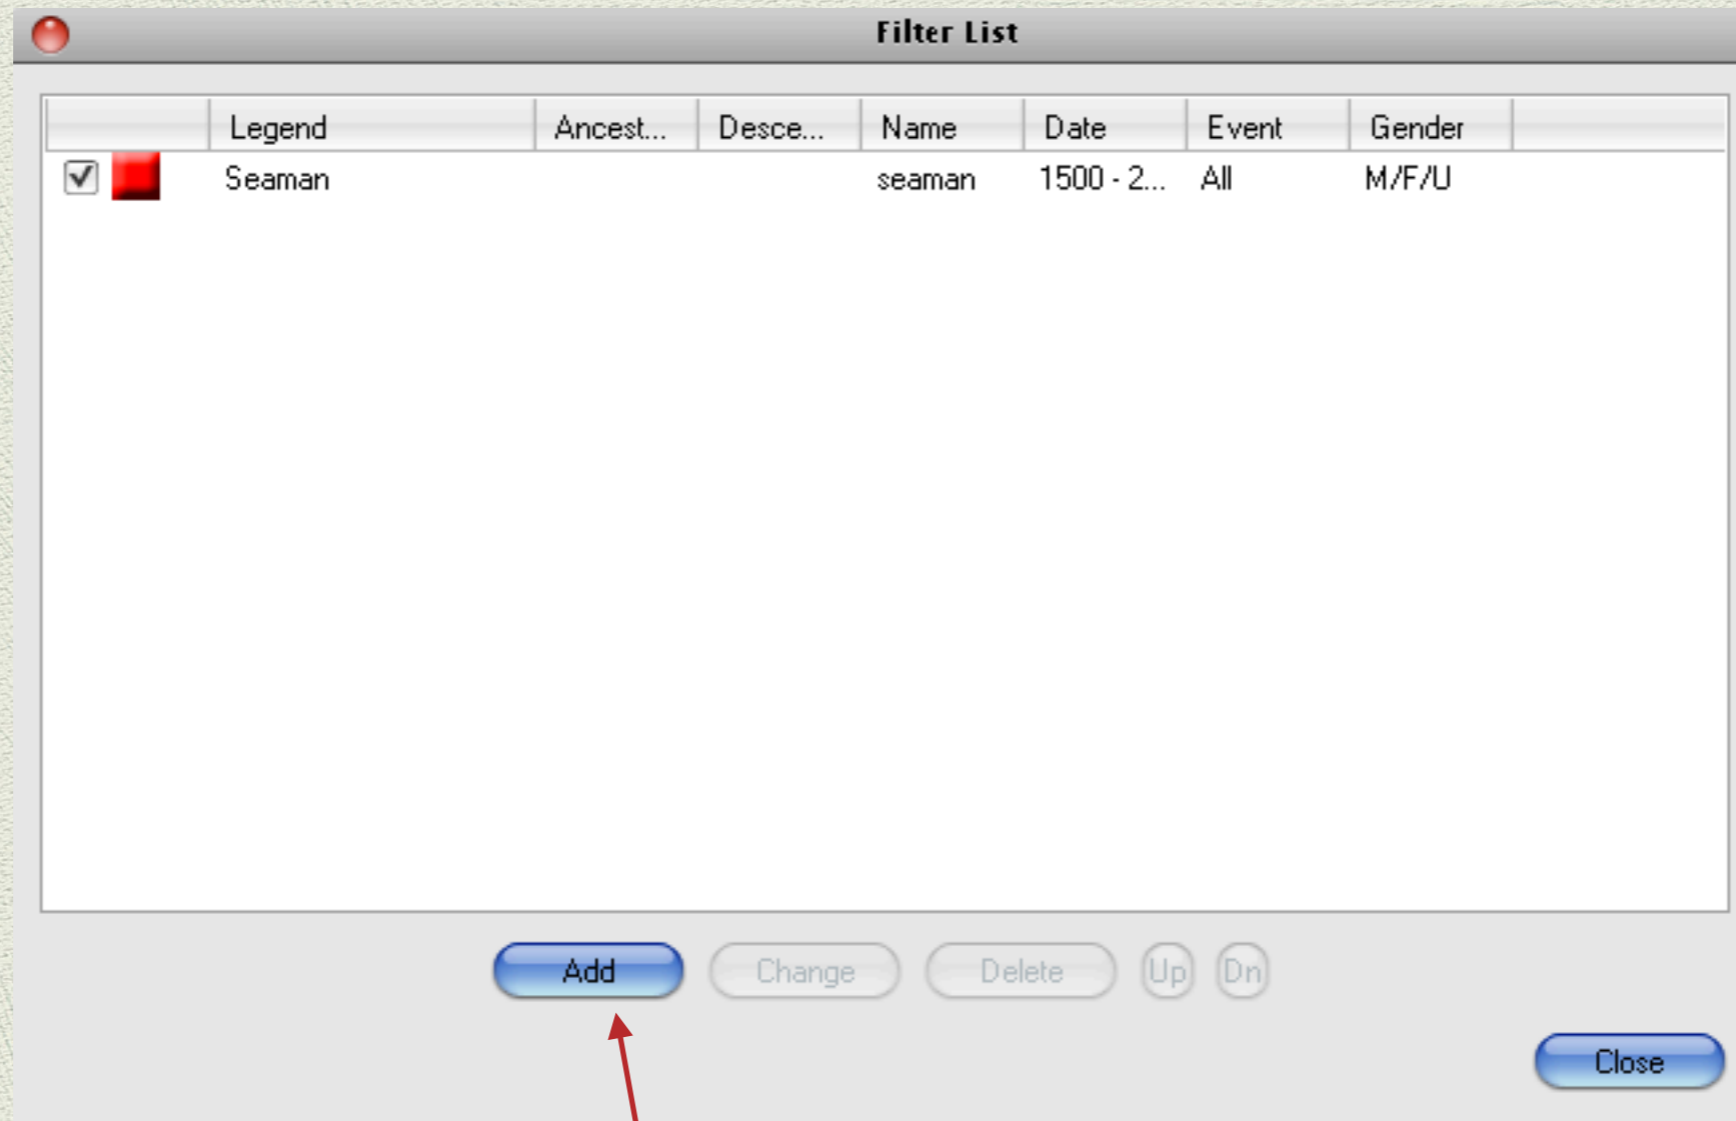 Filter List
Legend Ancest... Desce... Name Date Event Gender
Seaman seaman 1500 - 2... All M/F/U
Add Change Delete Up Dn
Close